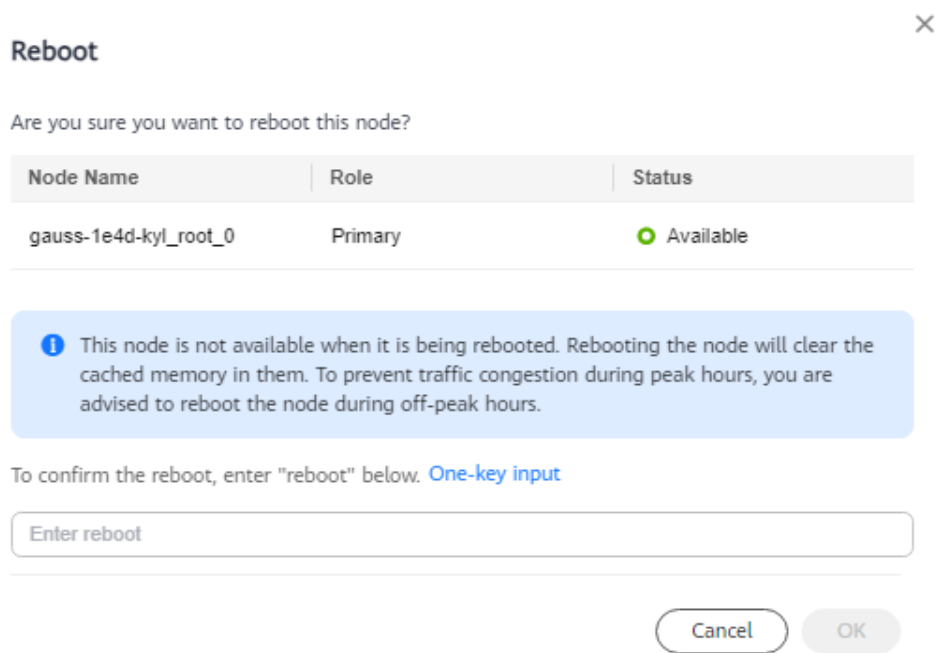 Reboot
Are you sure you want to reboot this node?
Node Name Role Status
gauss-1e4d-kyl_root_0 Primary Available
This node is not available when it is being rebooted. Rebooting the node will clear the
cached memory in them. To prevent traffic congestion during peak hours, you are
advised to reboot the node during off-peak hours.
To confirm the reboot, enter "reboot" below. One-key input
Enter reboot
Cancel OK